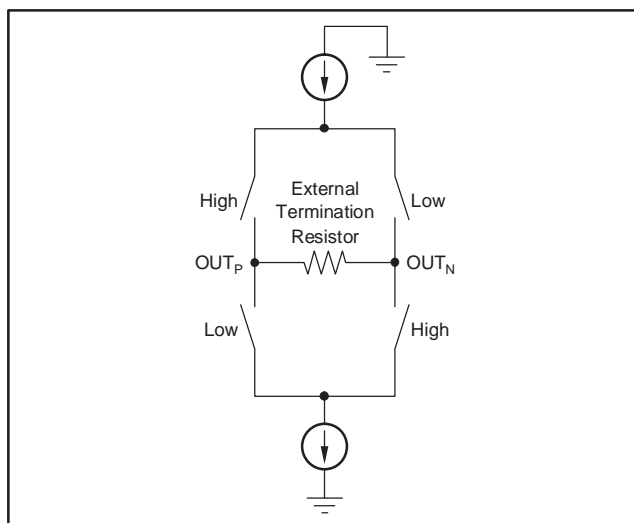 External
Termination
Resistor
High
Low
OUTP
OUTN
Low
High